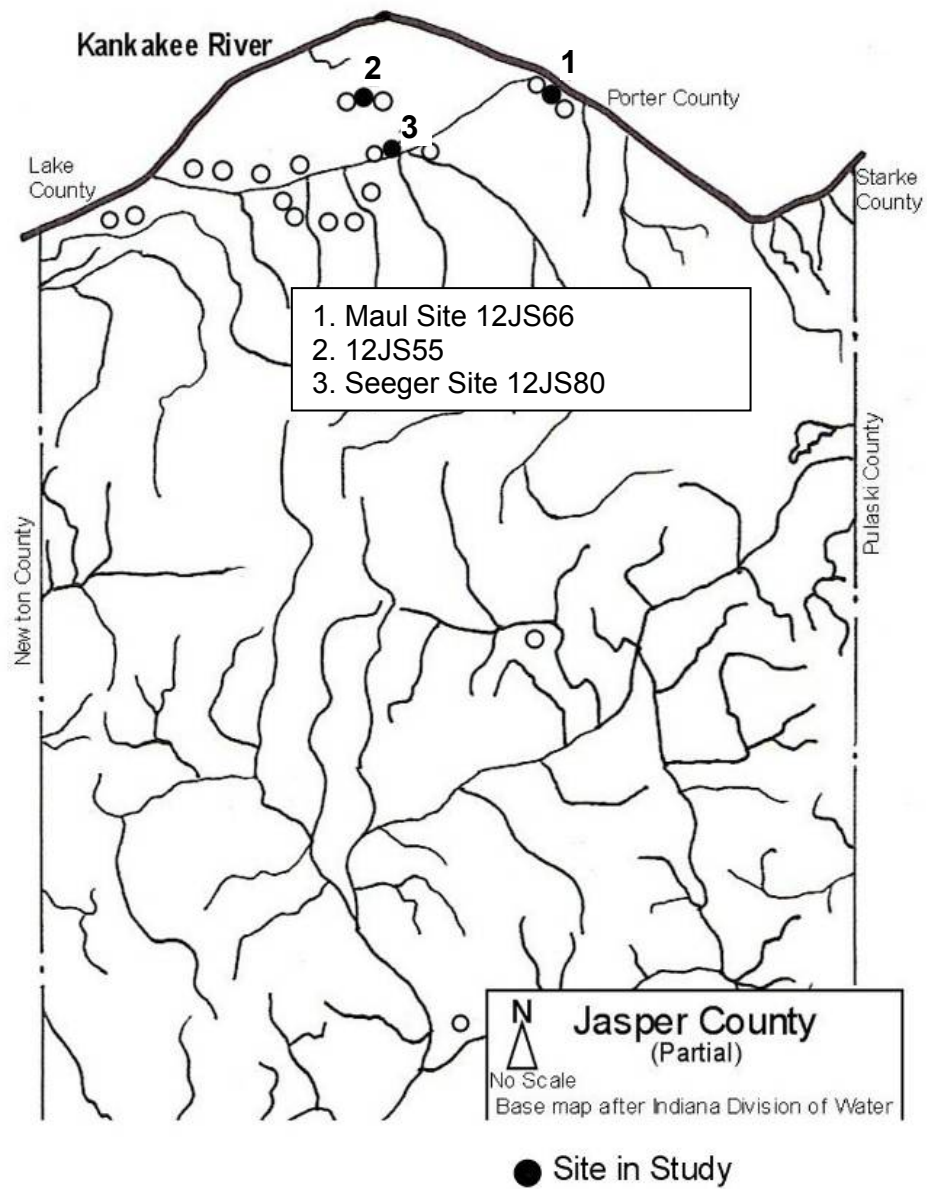 Kankakee River
1
2
Porter County
3
Lake
County
Starke
County
1. Maul Site 12JS66
2. 12JS55
3. Seeger Site 12JS80
Pulaski County
Newton County
N
Jasper County
(Partial)
No Scale
Base map after Indiana Division of Water
Site in Study